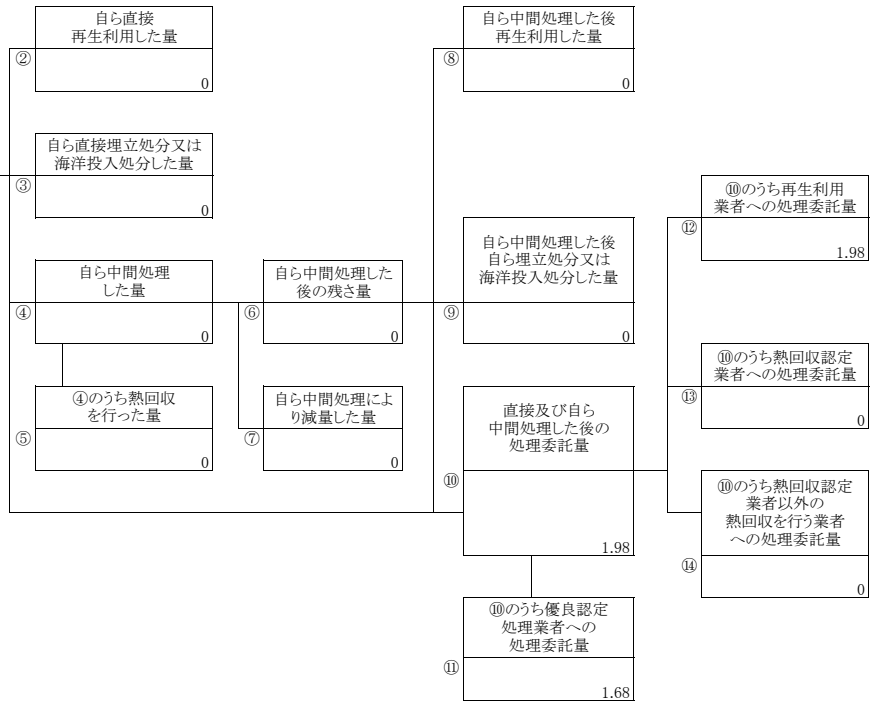 自ら直接
再生利用した量
②
0
自ら直接埋立処分又は
海洋投入処分した量
③
0
自ら中間処理
した量
④
0
④のうち熱回収
を行った量
⑤
0
自ら中間処理した
後の残さ量
⑥
0
自ら中間処理によ
り減量した量
⑦
0
自ら中間処理した後
再生利用した量
⑧
0
自ら中間処理した後
自ら埋立処分又は
海洋投入処分した量
⑨
0
直接及び自ら
中間処理した後の
処理委託量
⑩
1.98
⑩のうち優良認定
処理業者への
処理委託量
⑪
1.68
⑩のうち再生利用
業者への処理委託量
⑫
1.98
⑩のうち熱回収認定
業者への処理委託量
⑬
0
⑩のうち熱回収認定
業者以外の
熱回収を行う業者
への処理委託量
⑭
0